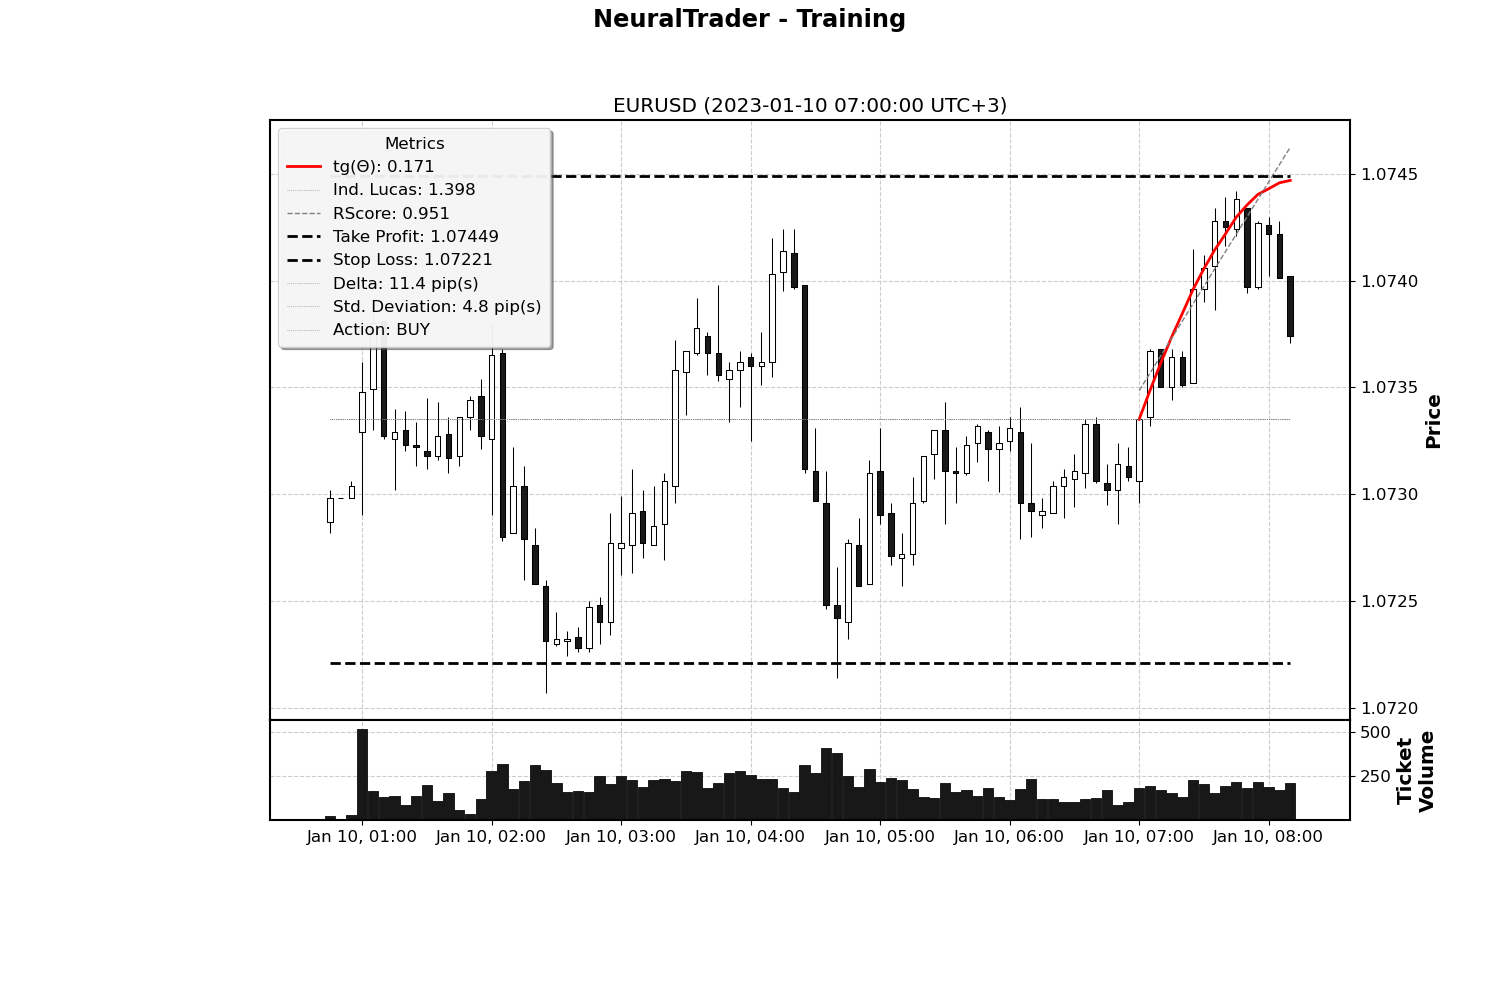 NeuralTrader - Training
EURUSD (2023-01-10 07:00:00 UTC+3)
Metrics
tg(Θ): 0.171
Ind. Lucas: 1.398
RScore: 0.951
Take Profit: 1.07449
Stop Loss: 1.07221
Delta: 11.4 pip(s)
Std. Deviation: 4.8 pip(s)
Action: BUY
1.0745
1.0740
1.0735
1.0730
1.0725
1.0720
Price
500
250
Ticket
Volume
Jan 10, 01:00
Jan 10, 02:00
Jan 10, 03:00
Jan 10, 04:00
Jan 10, 05:00
Jan 10, 06:00
Jan 10, 07:00
Jan 10, 08:00